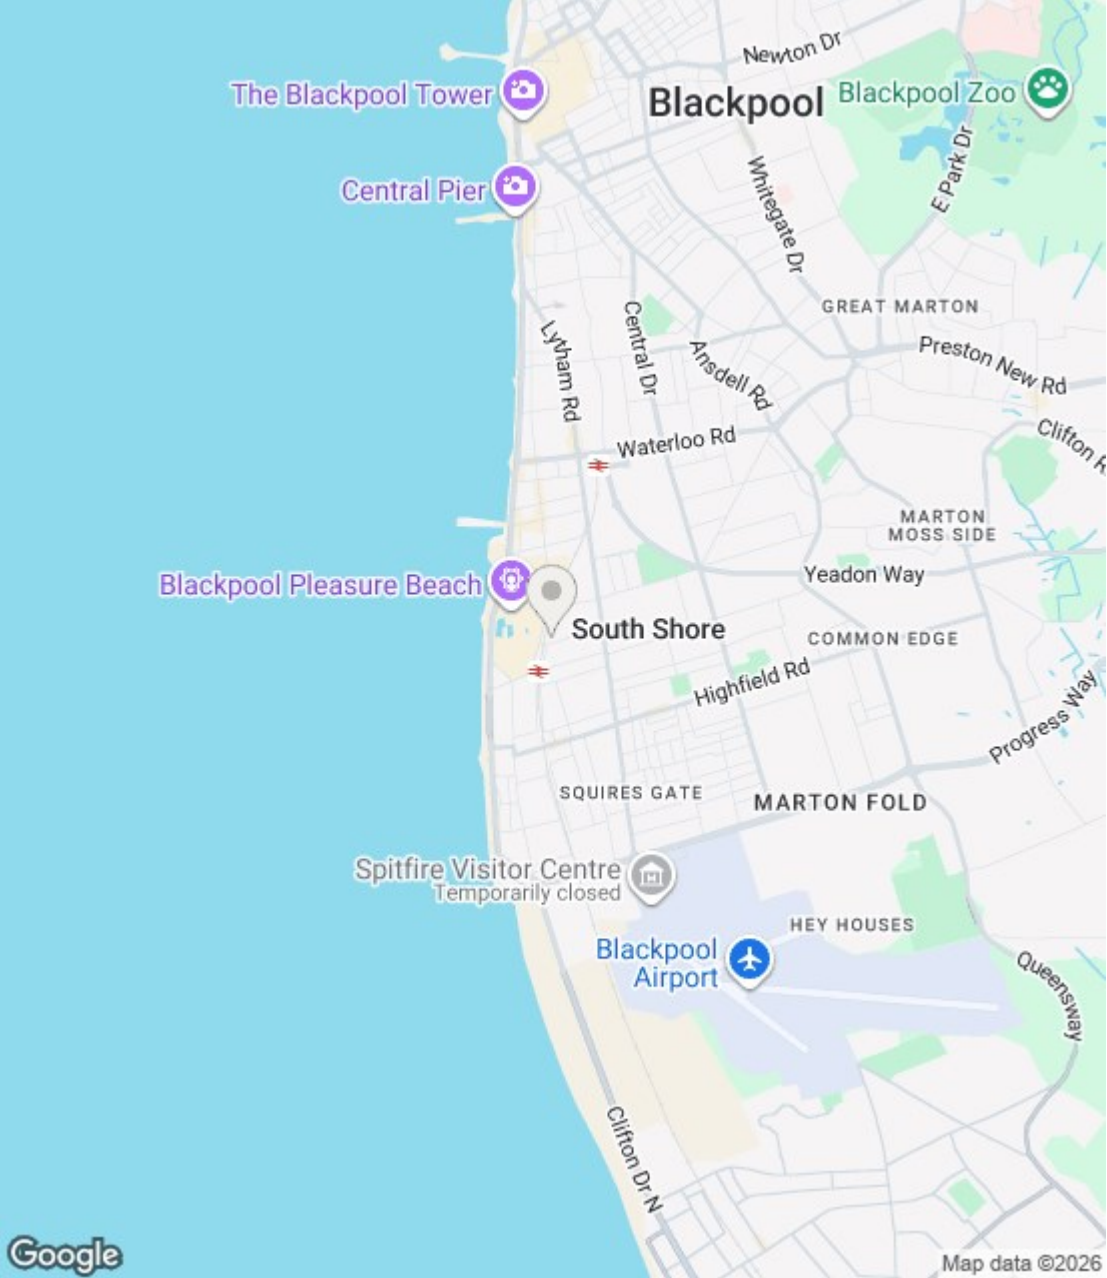 Newton Dr
The Blackpool Tower
Blackpool
Blackpool Zoo
E Park Dr
Central Pier
Whitegate Dr
GREAT MARTON
Lytham Rd
Central Dr
Ansdell Rd
Preston New Rd
Waterloo Rd
Clifton R
MARTON
MOSS SIDE
Blackpool Pleasure Beach
Yeadon Way
South Shore
COMMON EDGE
Highfield Rd
Progress Way
SQUIRES GATE
MARTON FOLD
Spitfire Visitor Centre
Temporarily closed
HEY HOUSES
Blackpool
Airport
Queensway
Clifton Dr N
Google
Map data ©2026